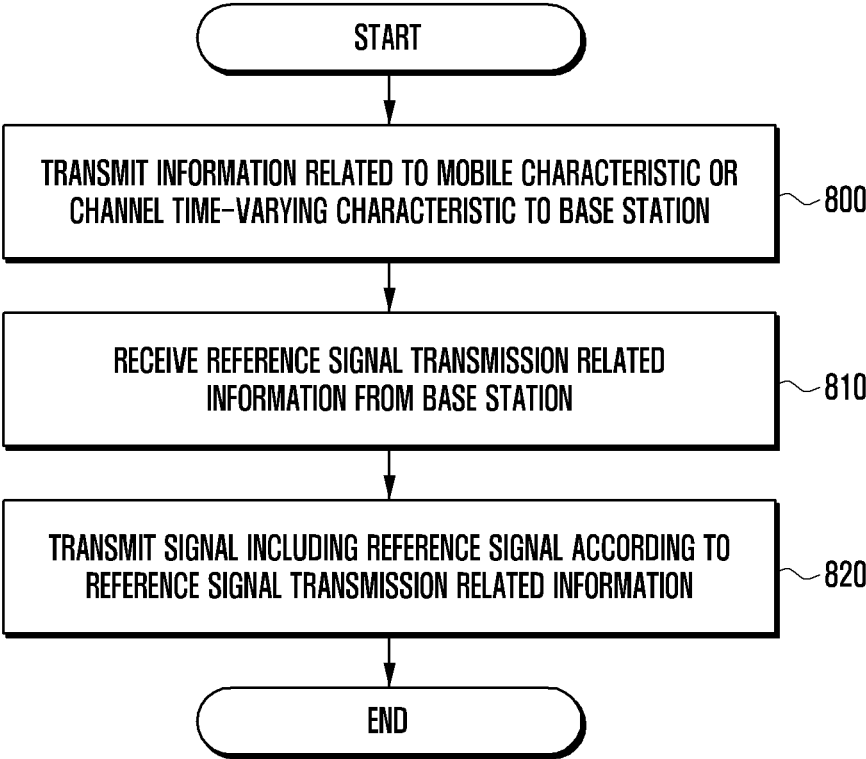 START
TRANSMIT INFORMATION RELATED TO MOBILE CHARACTERISTIC OR
CHANNEL TIME-VARYING CHARACTERISTIC TO BASE STATION
800
RECEIVE REFERENCE SIGNAL TRANSMISSION RELATED
INFORMATION FROM BASE STATION
810
TRANSMIT SIGNAL INCLUDING REFERENCE SIGNAL ACCORDING TO
REFERENCE SIGNAL TRANSMISSION RELATED INFORMATION
820
END